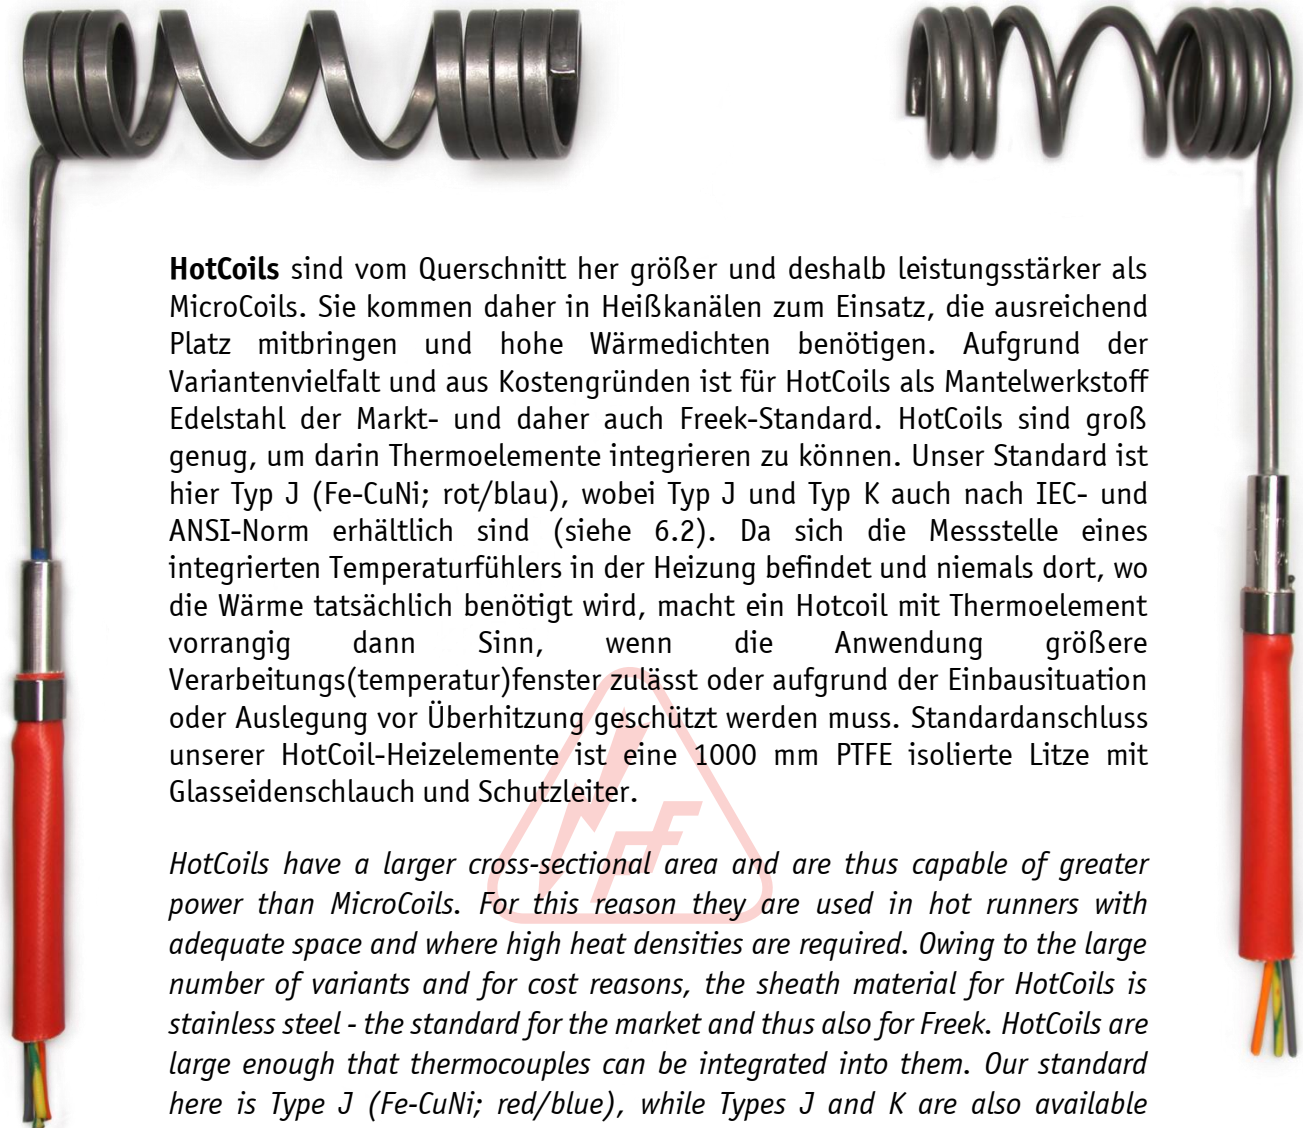 HotCoils sind vom Querschnitt her größer und deshalb leistungsstärker als
MicroCoils. Sie kommen daher in Heißkanälen zum Einsatz, die ausreichend
Platz mitbringen und hohe Wärmedichten benötigen. Aufgrund der
Variantenvielfalt und aus Kostengründen ist für HotCoils als Mantelwerkstoff
Edelstahl der Markt- und daher auch Freek-Standard. HotCoils sind groß
genug, um darin Thermoelemente integrieren zu können. Unser Standard ist
hier Typ J (Fe-CuNi; rot/blau), wobei Typ J und Typ K auch nach IEC- und
ANSI-Norm erhältlich sind (siehe 6.2). Da sich die Messstelle eines
integrierten Temperaturfühlers in der Heizung befindet und niemals dort, wo
die Wärme tatsächlich benötigt wird, macht ein Hotcoil mit Thermoelement
vorrangig dann Sinn, wenn die Anwendung größere
Verarbeitungs(temperatur)fenster zulässt oder aufgrund der Einbausituation
oder Auslegung vor Überhitzung geschützt werden muss. Standardanschluss
unserer HotCoil-Heizelemente ist eine 1000 mm PTFE isolierte Litze mit
Glasseidenschlauch und Schutzleiter.
HotCoils have a larger cross-sectional area and are thus capable of greater
power than MicroCoils. For this reason they are used in hot runners with
adequate space and where high heat densities are required. Owing to the large
number of variants and for cost reasons, the sheath material for HotCoils is
stainless steel - the standard for the market and thus also for Freek. HotCoils are
large enough that thermocouples can be integrated into them. Our standard
here is Type J (Fe-CuNi; red/blue), while Types J and K are also available